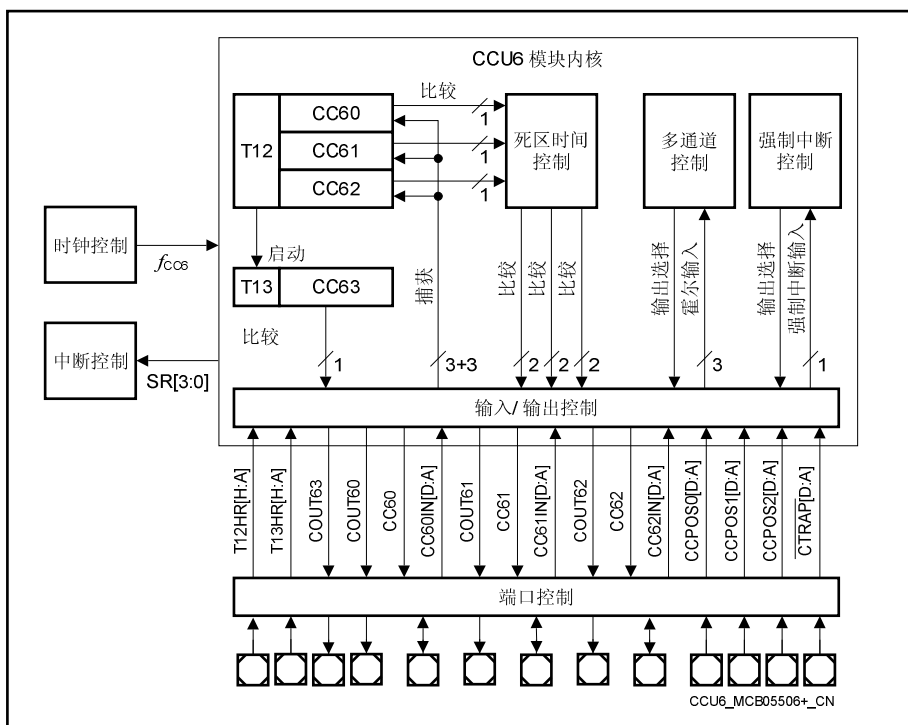 CCU6 模块内核
比较
T12
CC60
CC61
CC62
1
1
1
死区时间
控制
多通道
控制
强制中断
控制
时钟控制
fCC6
启动
T13
CC63
比较
捕获
比较
比较
比较
输出选择
霍尔输入
输出选择
强制中断输入
中断控制
SR[3:0]
1
3+3
2
2
2
3
1
输入/输出控制
T12HR[H:A]
T13HR[H:A]
COUT63
COUT60
CC60
CC60IN[D:A]
COUT61
CC61
CC61IN[D:A]
COUT62
CC62
CC62IN[D:A]
CCPOS0[D:A]
CCPOS1[D:A]
CCPOS2[D:A]
CTRAP[D:A]
端口控制
CCU6_MCB05506+_CN